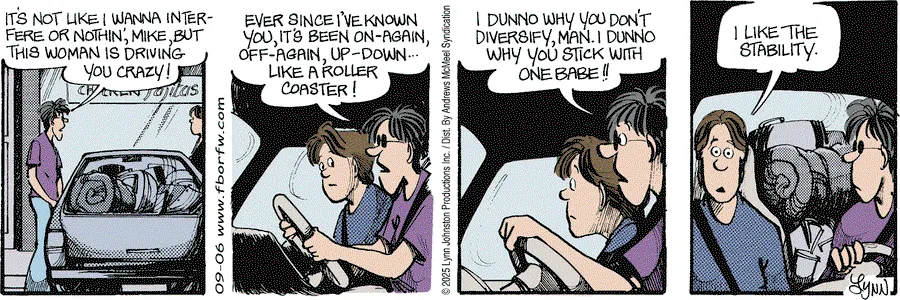 IT'S NOT LIKE I WANNA INTER-
FERE OR NOTHIN', MIKE, BUT
THIS WOMAN IS DRIVING
YOU CRAZY!
CHICKEN fajitas
09-06 www.fborfw.com
EVER SINCE I'VE KNOWN
YOU, IT'S BEEN ON-AGAIN,
OFF-AGAIN, UP-DOWN...
LIKE A ROLLER
COASTER!
© 2025 Lynn Johnston Productions Inc. / Dist. By Andrews McMeel Syndication
I DUNNO WHY YOU DON'T
DIVERSIFY, MAN. I DUNNO
WHY YOU STICK WITH
ONE BABE!!
I LIKE THE
STABILITY.
LYNN